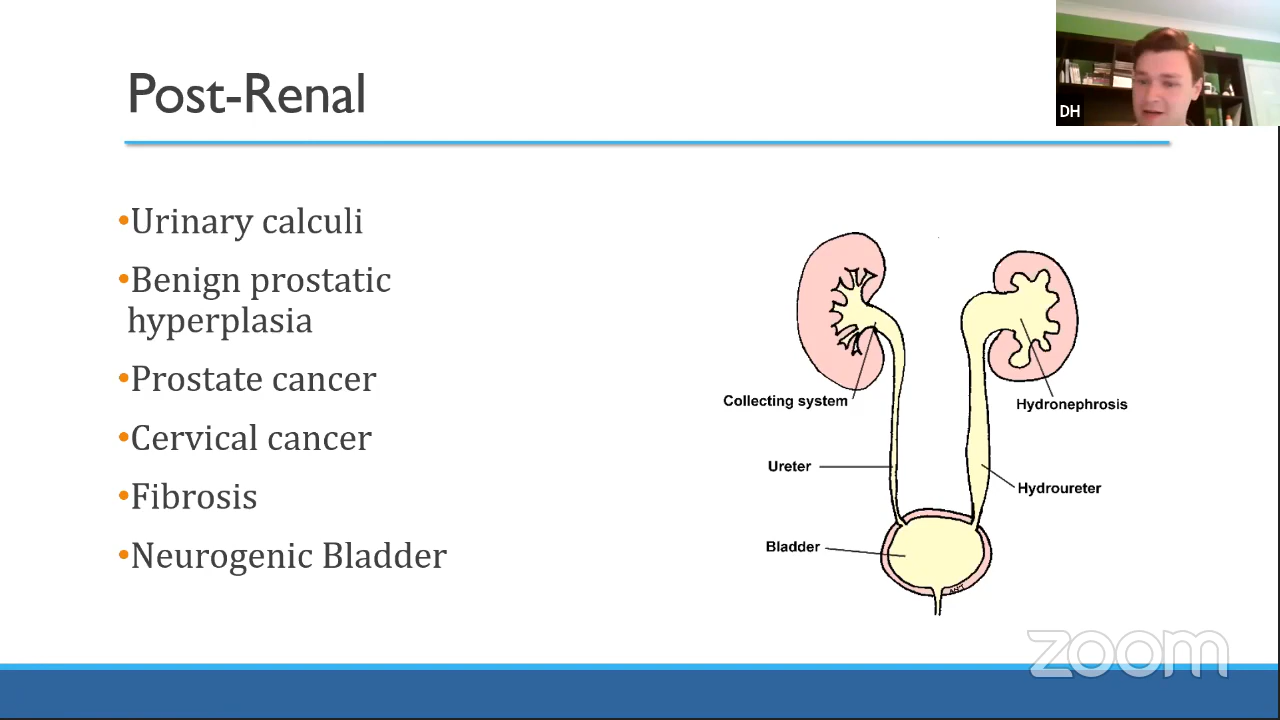 Post-Renal
DH
•Urinary calculi
•Benign prostatic
hyperplasia
•Prostate cancer
•Cervical cancer
•Fibrosis
•Neurogenic Bladder
Collecting system
Hydronephrosis
Ureter
Hydroureter
Bladder
zoom